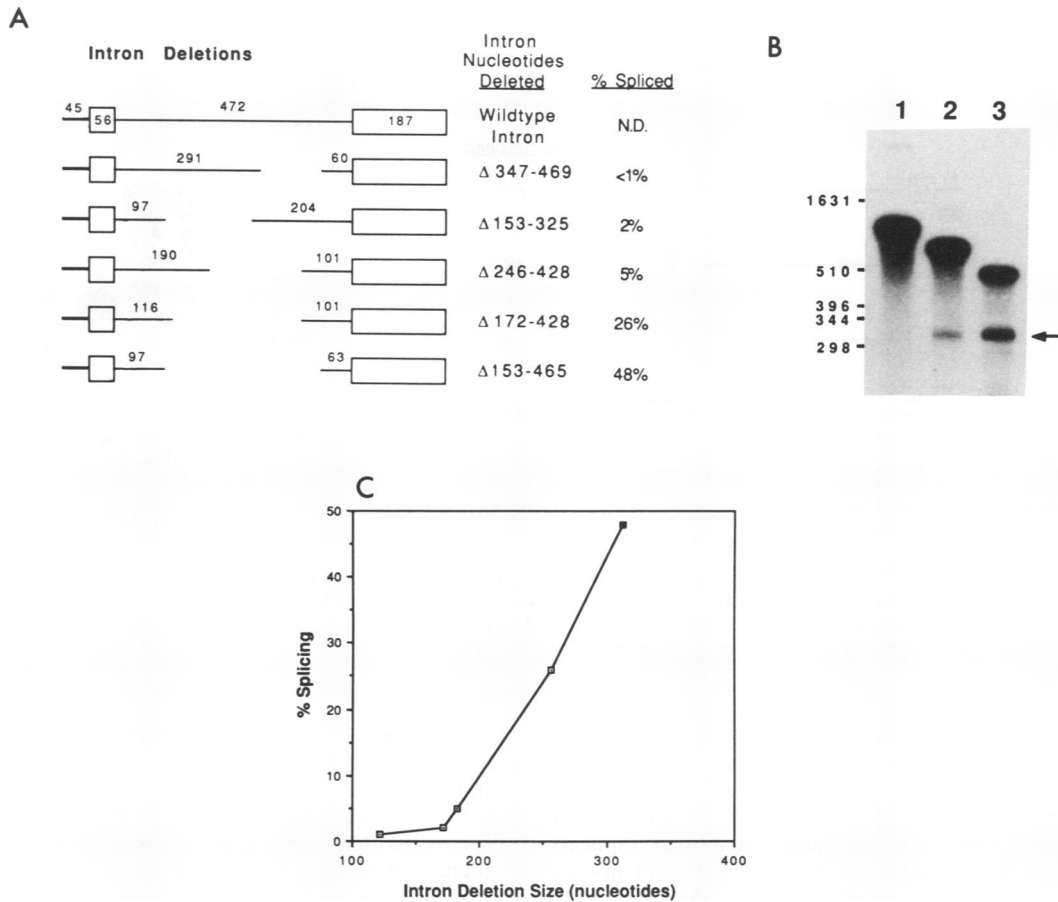 A
Intron Deletions
Intron
Nucleotides
Deleted
% Spliced
45
56
472
187
Wildtype
Intron
N.D.
291
60
Δ 347-469
<1%
97
204
Δ 153-325
2%
190
101
Δ 246-428
5%
116
101
Δ 172-428
26%
97
63
Δ 153-465
48%
B
1 2 3
1631
510
396
344
298
C
50
40
30
20
10
0
% Splicing
100 200 300 400
Intron Deletion Size (nucleotides)